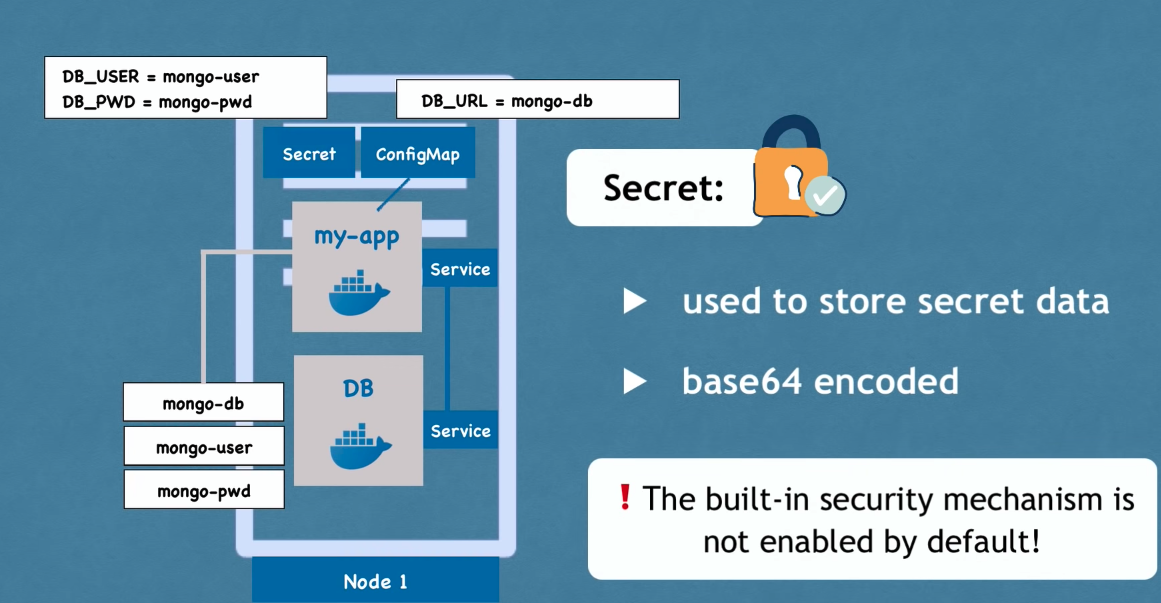 DB_USER = mongo-user
DB_PWD = mongo-pwd
DB_URL = mongo-db
Secret
ConfigMap
my-app
Service
DB
Service
mongo-db
mongo-user
mongo-pwd
Node 1
Secret:
used to store secret data
base64 encoded
! The built-in security mechanism is
not enabled by default!